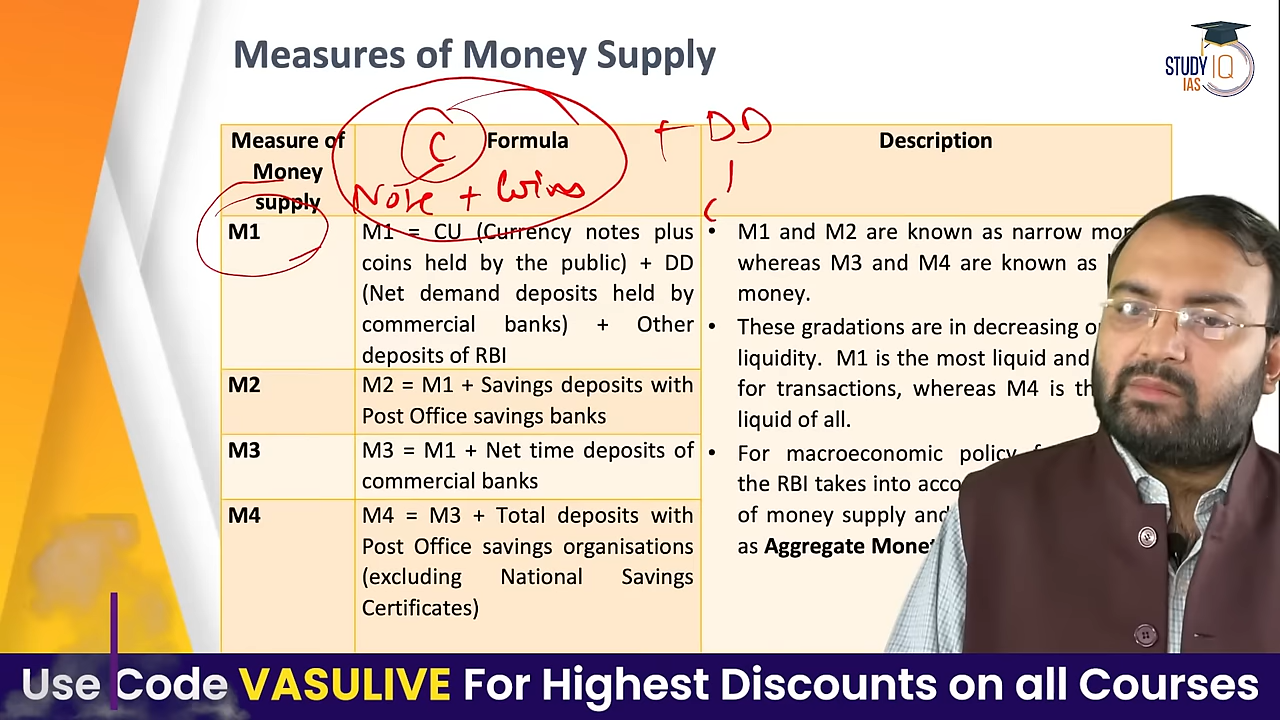 Measures of Money Supply
STUDY IQ
IAS
Measure of
Money
supply
Formula
Description
C
Note + Coins
+ DD
M1
M1 = CU (Currency notes plus
coins held by the public) + DD
(Net demand deposits held by
commercial banks) + Other
deposits of RBI
M2
M2 = M1 + Savings deposits with
Post Office savings banks
M3
M3 = M1 + Net time deposits of
commercial banks
M4
M4 = M3 + Total deposits with
Post Office savings organisations
(excluding National Savings
Certificates)
• M1 and M2 are known as narrow
whereas M3 and M4 are known as
money.
• These gradations are in decreasing
liquidity. M1 is the most liquid and
for transactions, whereas M4 is
liquid of all.
• For macroeconomic policy
the RBI takes into
of money supply and
as Aggregate
Use Code VASULIVE For Highest Discounts on all Courses